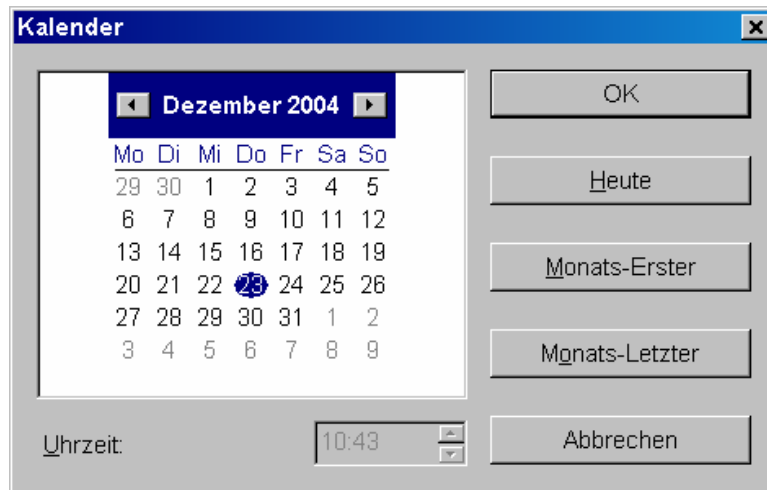 Kalender
Dezember 2004
Mo Di Mi Do Fr Sa So
29 30 1 2 3 4 5
6 7 8 9 10 11 12
13 14 15 16 17 18 19
20 21 22 23 24 25 26
27 28 29 30 31 1 2
3 4 5 6 7 8 9
Uhrzeit: 10:43
OK
Heute
Monats-Erster
Monats-Letzter
Abbrechen